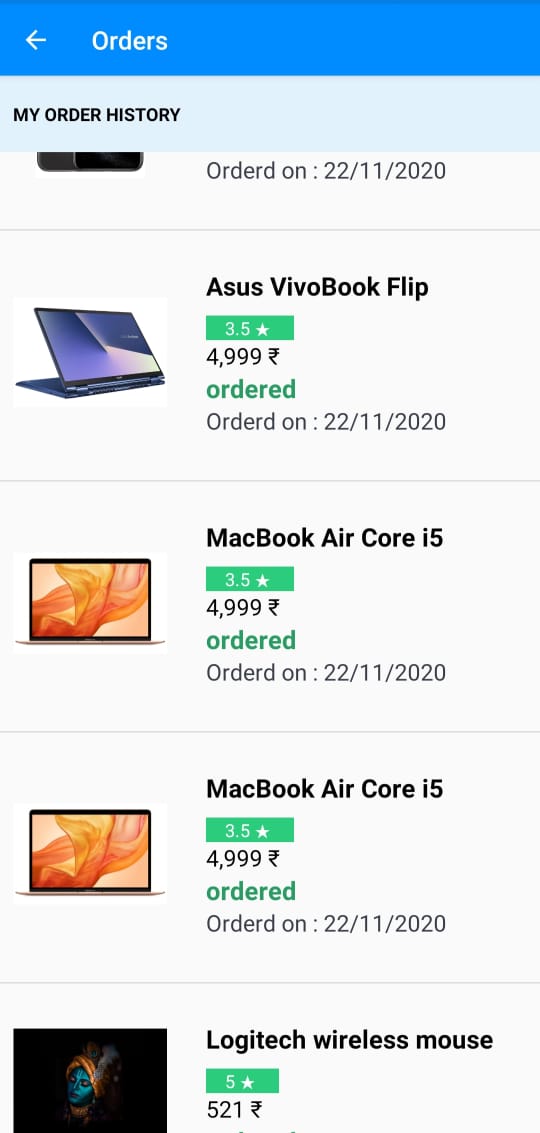 Orders
MY ORDER HISTORY
Orderd on : 22/11/2020
Asus VivoBook Flip
3.5 ★
4,999 ₹
ordered
Orderd on : 22/11/2020
MacBook Air Core i5
3.5 ★
4,999 ₹
ordered
Orderd on : 22/11/2020
MacBook Air Core i5
3.5 ★
4,999 ₹
ordered
Orderd on : 22/11/2020
Logitech wireless mouse
5 ★
521 ₹